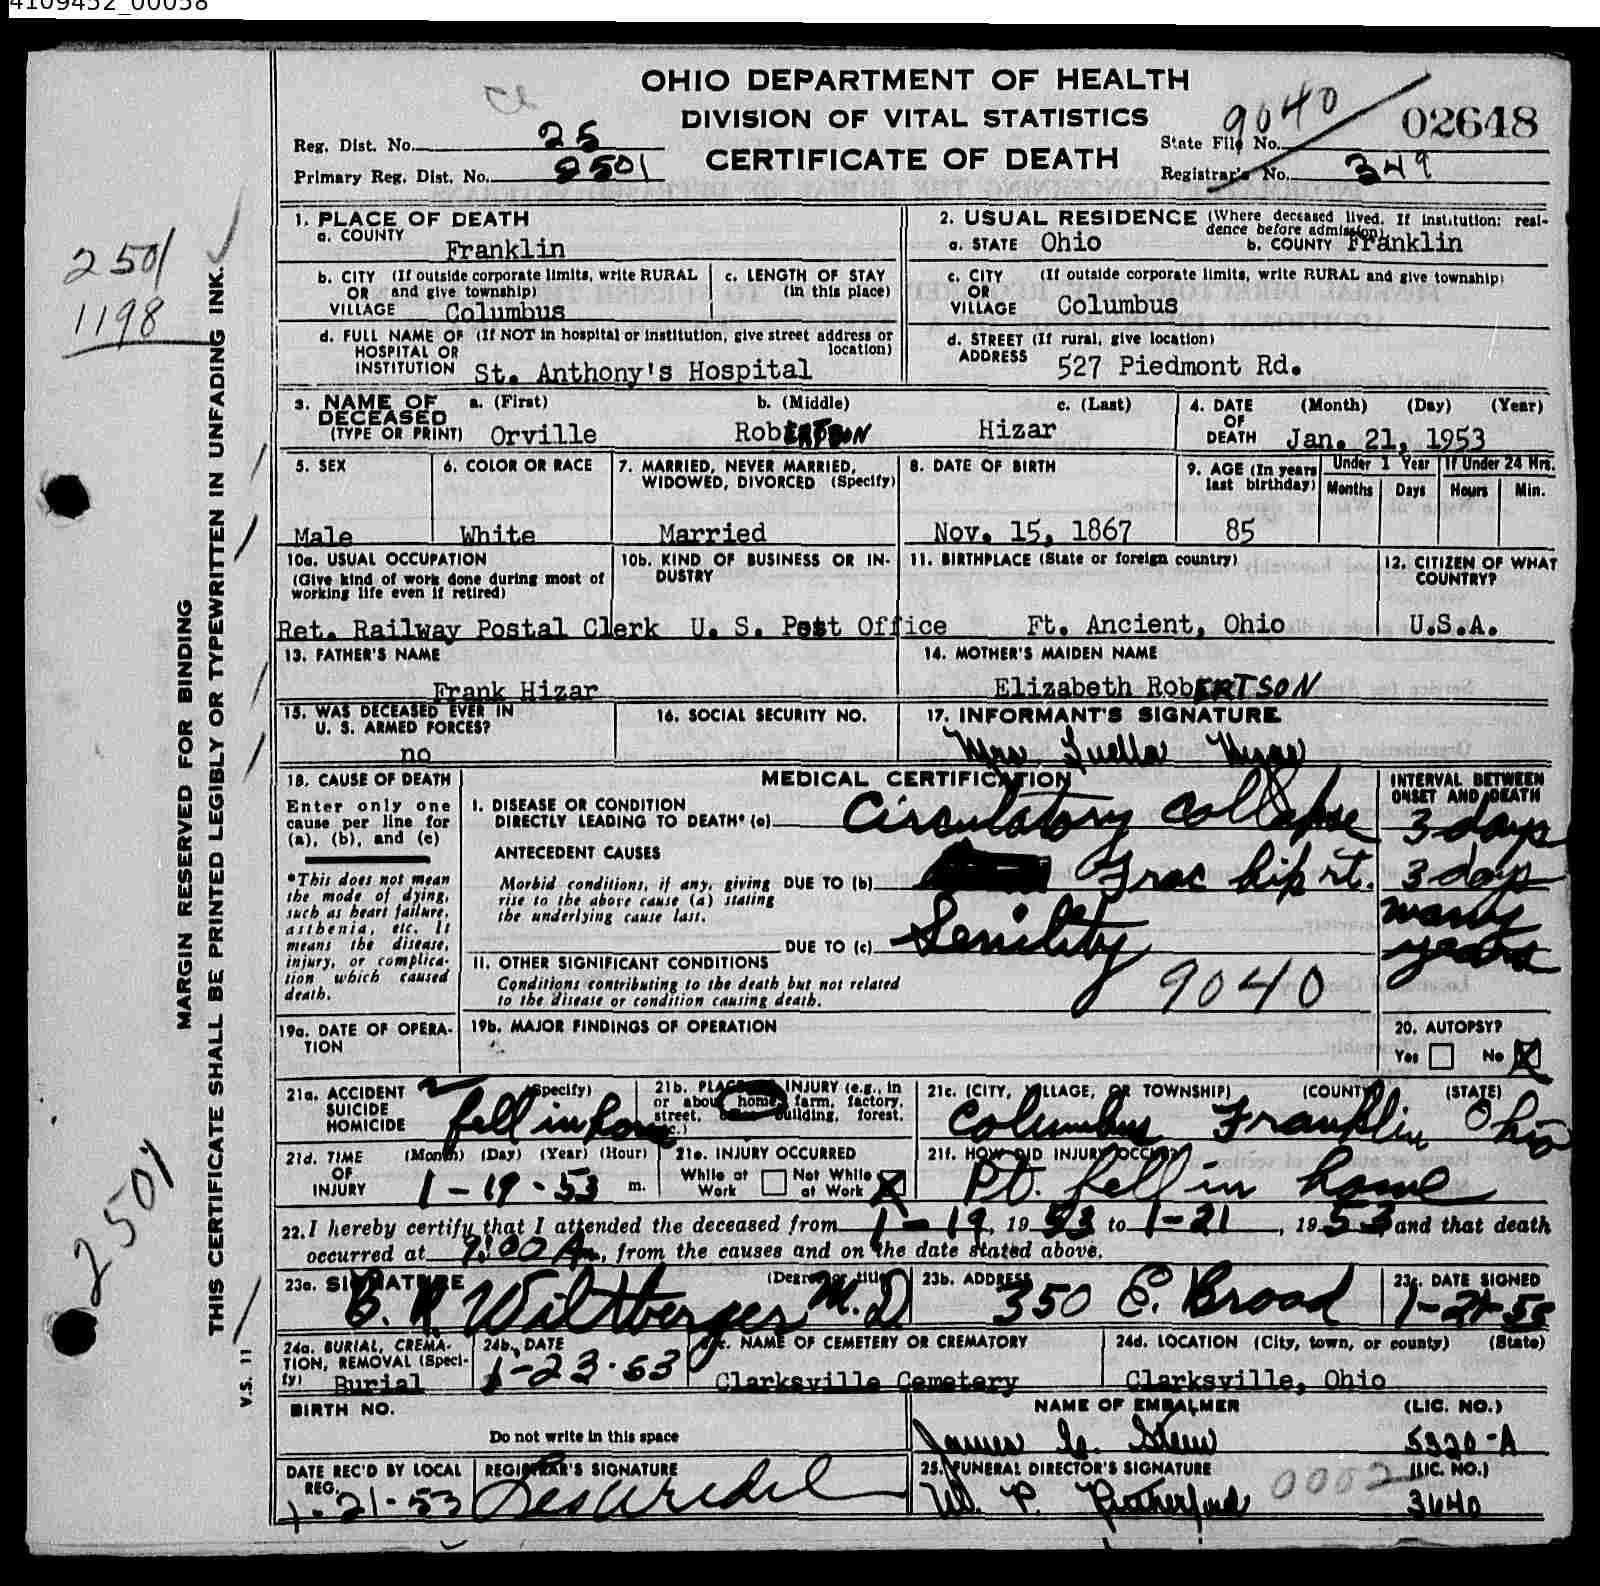 4109452_00058
OHIO DEPARTMENT OF HEALTH
DIVISION OF VITAL STATISTICS
CERTIFICATE OF DEATH
Reg. Dist. No. 25
Primary Reg. Dist. No. 2501
State File No. 9040
02648
Registrar's No. 349
2501
1198
2501
MARGIN RESERVED FOR BINDING
THIS CERTIFICATE SHALL BE PRINTED LEGIBLY OR TYPEWRITTEN IN UNFADING INK.
V.S. 11
1. PLACE OF DEATH
a. COUNTY
Franklin
b. CITY (If outside corporate limits, write RURAL
OR and give township)
VILLAGE Columbus
c. LENGTH OF STAY
(in this place)
d. FULL NAME OF (If NOT in hospital or institution, give street address or
HOSPITAL OR location)
INSTITUTION St. Anthony's Hospital
2. USUAL RESIDENCE (Where deceased lived. If institution: resi-
dence before admission)
a. STATE Ohio b. COUNTY Franklin
c. CITY (If outside corporate limits, write RURAL and give township)
OR
VILLAGE Columbus
d. STREET (If rural, give location)
ADDRESS 527 Piedmont Rd.
3. NAME OF DECEASED
(TYPE OR PRINT)
a. (First) b. (Middle) c. (Last)
Orville RobERTSON Hizar
4. DATE OF DEATH (Month) (Day) (Year)
Jan. 21, 1953
5. SEX
Male
6. COLOR OR RACE
White
7. MARRIED, NEVER MARRIED,
WIDOWED, DIVORCED (Specify)
Married
8. DATE OF BIRTH
Nov. 15, 1867
9. AGE (In years
last birthday)
85
Under 1 Year
Months Days
If Under 24 Hrs.
Hours Min.
10a. USUAL OCCUPATION
(Give kind of work done during most of
working life even if retired)
Ret. Railway Postal Clerk
10b. KIND OF BUSINESS OR IN-
DUSTRY
U. S. Post Office
11. BIRTHPLACE (State or foreign country)
Ft. Ancient, Ohio
12. CITIZEN OF WHAT
COUNTRY?
U.S.A.
13. FATHER'S NAME
Frank Hizar
14. MOTHER'S MAIDEN NAME
Elizabeth RobERTSON
15. WAS DECEASED EVER IN
U. S. ARMED FORCES?
no
16. SOCIAL SECURITY NO.
17. INFORMANT'S SIGNATURE
Mrs Luella Hizar
18. CAUSE OF DEATH
Enter only one
cause per line for
(a), (b), and (c)
*This does not mean
the mode of dying,
such as heart failure,
asthenia, etc. It
means the disease,
injury, or complica-
tion which caused
death.
MEDICAL CERTIFICATION
INTERVAL BETWEEN
ONSET AND DEATH
I. DISEASE OR CONDITION
DIRECTLY LEADING TO DEATH* (a) Circulatory collapse 3 days
ANTECEDENT CAUSES
Morbid conditions, if any, giving
rise to the above cause (a) stating
the underlying cause last.
DUE TO (b) Frac hip rt. 3 days
DUE TO (c) Senility many years
II. OTHER SIGNIFICANT CONDITIONS
Conditions contributing to the death but not related
to the disease or condition causing death.
9040
19a. DATE OF OPERA-
TION
19b. MAJOR FINDINGS OF OPERATION
20. AUTOPSY?
Yes No X
21a. ACCIDENT (Specify)
SUICIDE
HOMICIDE
fell in home
21b. PLACE OF INJURY (e.g., in
or about home, farm, factory,
street, office building, forest,
etc.)
21c. (CITY, VILLAGE, OR TOWNSHIP) (COUNTY) (STATE)
Columbus Franklin Ohio
21d. TIME (Month) (Day) (Year) (Hour)
OF
INJURY 1-19-53 m.
21e. INJURY OCCURRED
While at Work Not While at Work X
21f. HOW DID INJURY OCCUR?
Pt. fell in home
22. I hereby certify that I attended the deceased from 1-19, 1953 to 1-21, 1953 and that death
occurred at 9:00 Am, from the causes and on the date stated above.
23a. SIGNATURE (Degree or title)
B. R. Wiltberger M.D
23b. ADDRESS
350 E. Broad
23c. DATE SIGNED
1-21-53
24a. BURIAL, CREMA-
TION, REMOVAL (Speci-
fy) Burial
24b. DATE
1-23-53
24c. NAME OF CEMETERY OR CREMATORY
Clarksville Cemetery
24d. LOCATION (City, town, or county) (State)
Clarksville, Ohio
BIRTH NO.
Do not write in this space
NAME OF EMBALMER (LIC. NO.)
James 5320-A
DATE REC'D BY LOCAL
REG.
1-21-53
REGISTRAR'S SIGNATURE
25. FUNERAL DIRECTOR'S SIGNATURE (LIC. NO.)
0002
W. P. Rutherford 3640